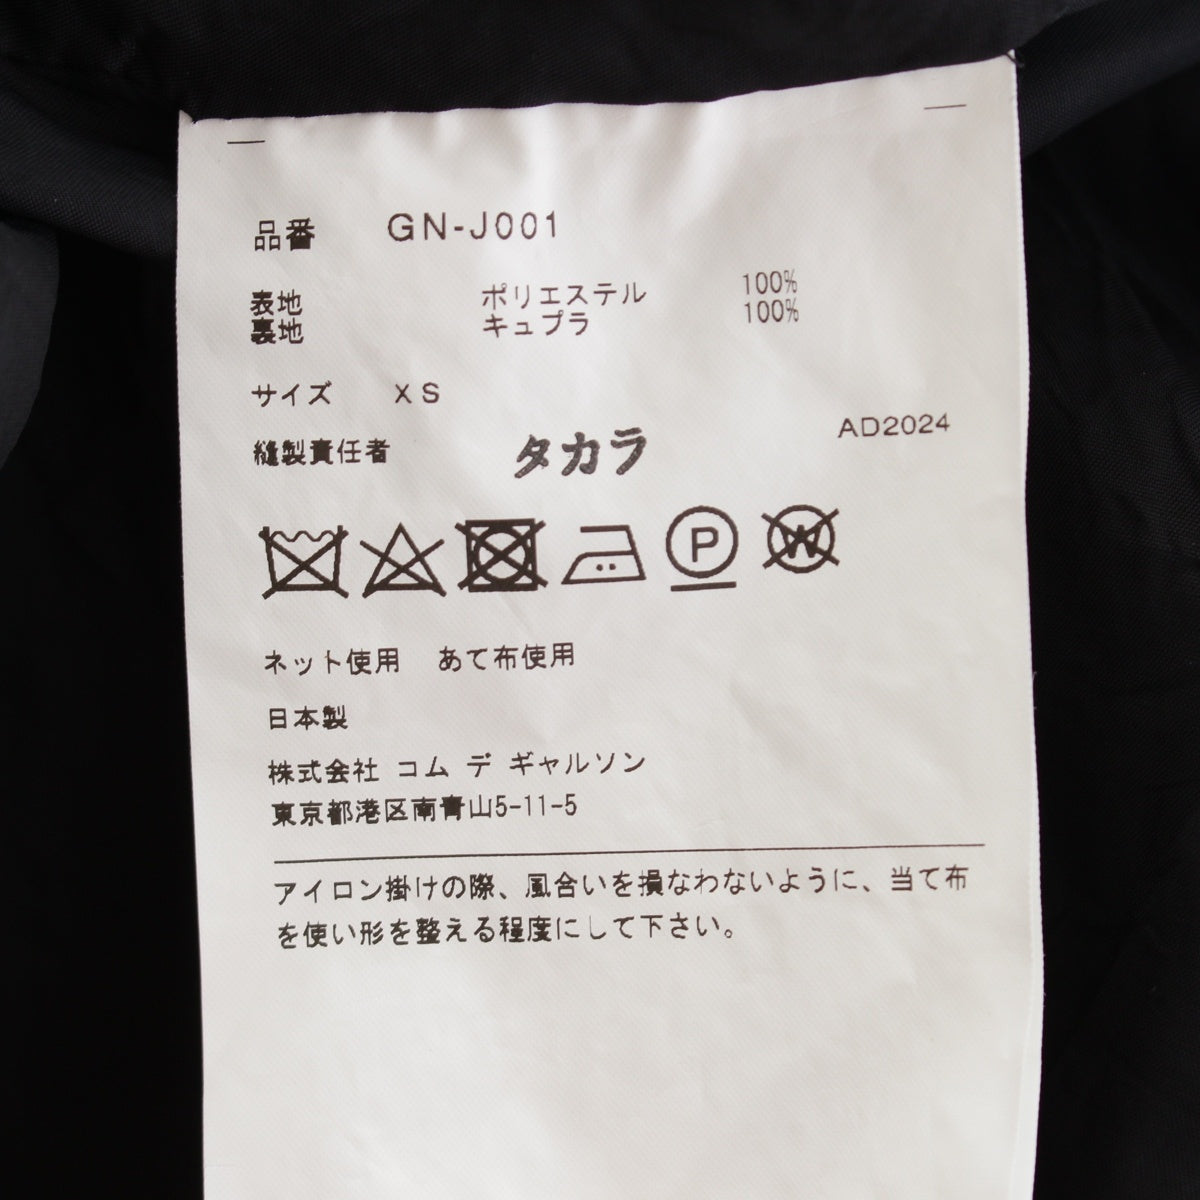 品番 GN-J001
表地 ポリエステル 100%
裏地 キュプラ 100%
サイズ XS
縫製責任者 タカラ AD2024
P W
ネット使用 あて布使用
日本製
株式会社 コム デ ギャルソン
東京都港区南青山5-11-5
アイロン掛けの際、風合いを損なわないように、当て布
を使い形を整える程度にして下さい。